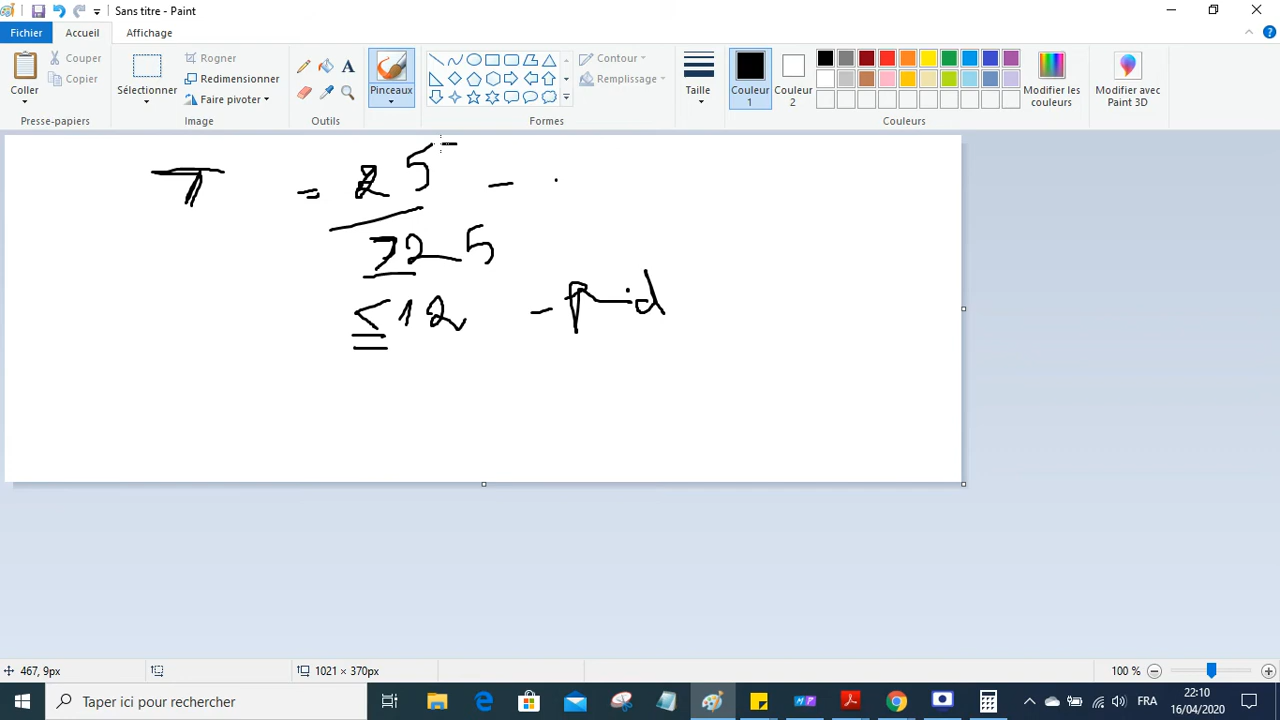 Sans titre - Paint
Fichier Accueil Affichage
Coller
Couper
Copier
Presse-papiers
Sélectionner
Rogner
Redimensionner
Faire pivoter
Image
A
Outils
Pinceaux
Contour
Remplissage
Formes
Taille
Couleur 1
Couleur 2
Modifier les couleurs
Couleurs
Modifier avec Paint 3D
T = 25 -
725
≤ 12 -
467, 9px
1021 × 370px
100 %
Taper ici pour rechercher
FRA
22:10
16/04/2020